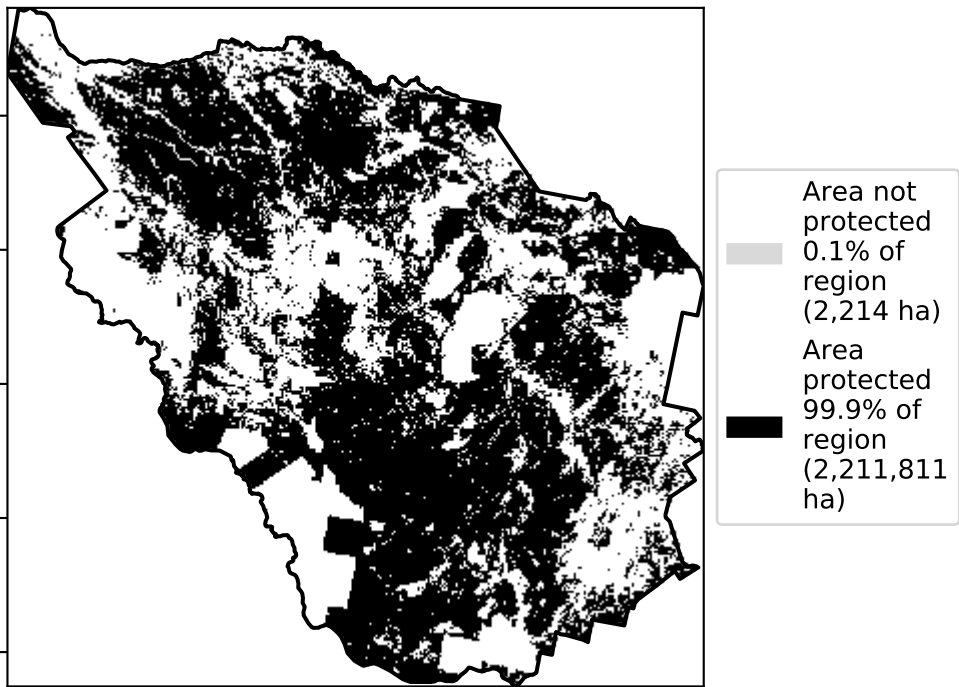 Area not
protected
0.1% of
region
(2,214 ha)
Area
protected
99.9% of
region
(2,211,811
ha)